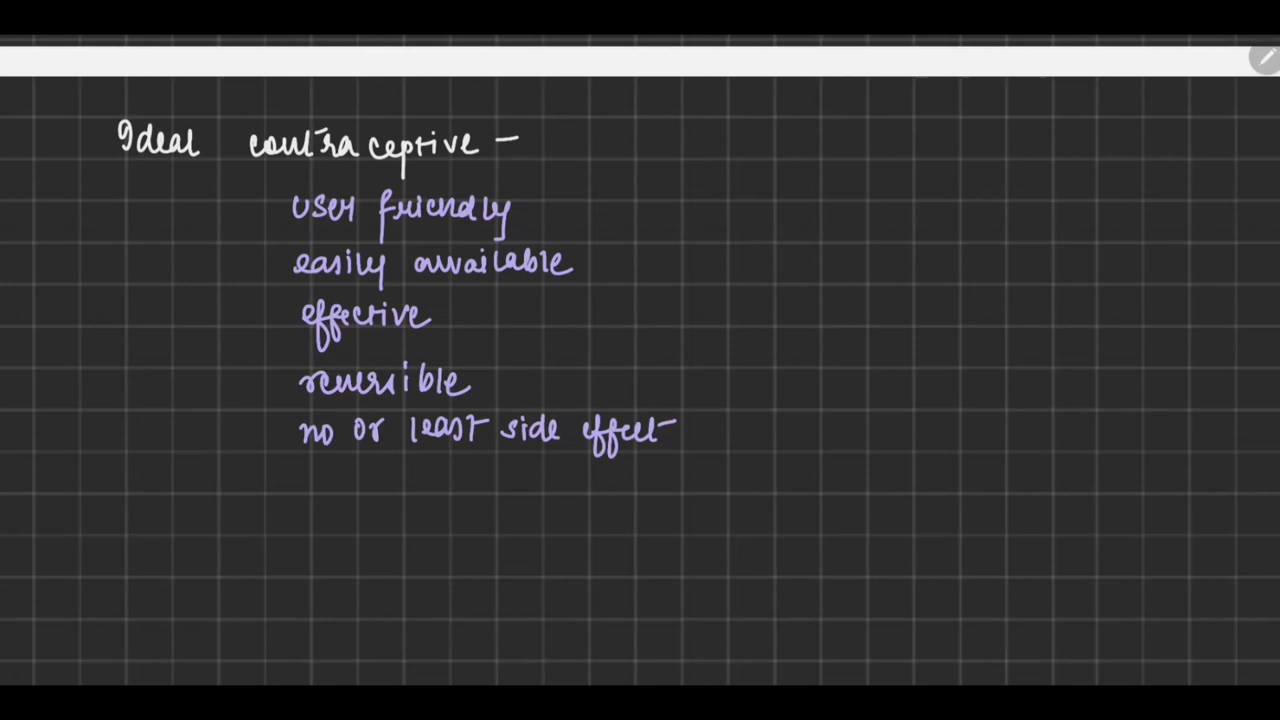 Ideal contraceptive -
user friendly
easily available
effective
reversible
no or least side effect